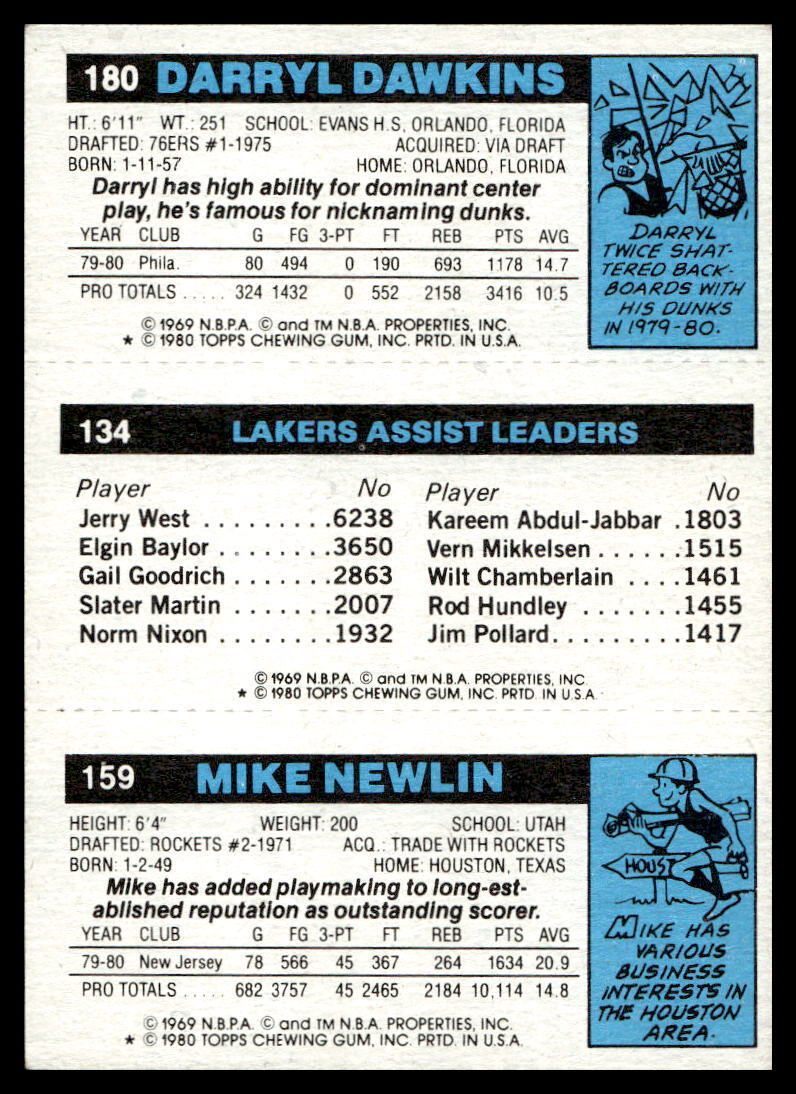 180 DARRYL DAWKINS
HT.: 6'11" WT.: 251 SCHOOL: EVANS H.S, ORLANDO, FLORIDA
DRAFTED: 76ERS #1-1975 ACQUIRED: VIA DRAFT
BORN: 1-11-57 HOME: ORLANDO, FLORIDA
Darryl has high ability for dominant center
play, he's famous for nicknaming dunks.
YEAR CLUB G FG 3-PT FT REB PTS AVG
79-80 Phila. 80 494 0 190 693 1178 14.7
PRO TOTALS ..... 324 1432 0 552 2158 3416 10.5
© 1969 N.B.P.A. © and TM N.B.A. PROPERTIES, INC.
★ © 1980 TOPPS CHEWING GUM, INC. PRTD. IN U.S.A.
DARRYL
TWICE SHAT-
TERED BACK-
BOARDS WITH
HIS DUNKS
IN 1979-80.
134 LAKERS ASSIST LEADERS
Player No Player No
Jerry West .........6238 Kareem Abdul-Jabbar .1803
Elgin Baylor ........3650 Vern Mikkelsen ......1515
Gail Goodrich .......2863 Wilt Chamberlain ....1461
Slater Martin .......2007 Rod Hundley .......1455
Norm Nixon ........1932 Jim Pollard.........1417
© 1969 N.B.P.A. © and TM N.B.A. PROPERTIES, INC
★ © 1980 TOPPS CHEWING GUM, INC. PRTD. IN U.S.A.
159 MIKE NEWLIN
HEIGHT: 6'4" WEIGHT: 200 SCHOOL: UTAH
DRAFTED: ROCKETS #2-1971 ACQ.: TRADE WITH ROCKETS
BORN: 1-2-49 HOME: HOUSTON, TEXAS
Mike has added playmaking to long-est-
ablished reputation as outstanding scorer.
YEAR CLUB G FG 3-PT FT REB PTS AVG
79-80 New Jersey 78 566 45 367 264 1634 20.9
PRO TOTALS ..... 682 3757 45 2465 2184 10,114 14.8
© 1969 N.B.P.A. © and TM N.B.A. PROPERTIES, INC.
★ © 1980 TOPPS CHEWING GUM, INC. PRTD. IN U.S.A.
HOUST
MIKE HAS
VARIOUS
BUSINESS
INTERESTS IN
THE HOUSTON
AREA.